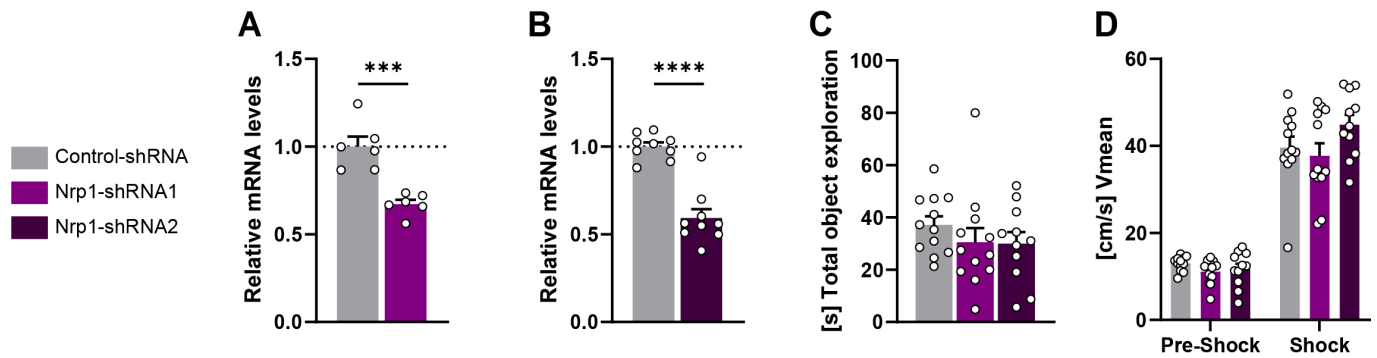 A
B
C
D
Control-shRNA
Nrp1-shRNA1
Nrp1-shRNA2
Relative mRNA levels
1.5
1.0
0.5
0.0
***
Relative mRNA levels
1.5
1.0
0.5
0.0
****
[s] Total object exploration
100
80
60
40
20
0
[cm/s] Vmean
60
40
20
0
Pre-Shock
Shock